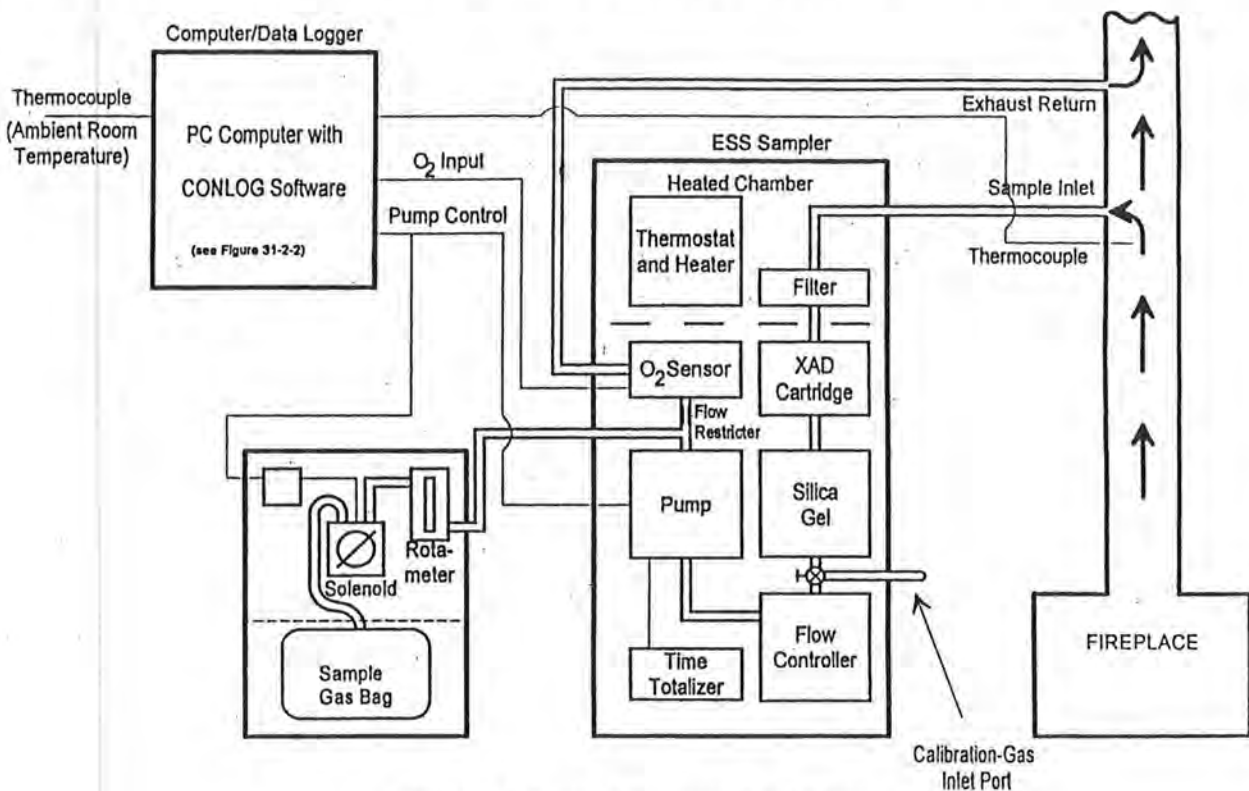 Computer/Data Logger
Thermocouple
(Ambient Room
Temperature)
PC Computer with
CONLOG Software
(see Figure 31-2-2)
O2 Input
Pump Control
Exhaust Return
ESS Sampler
Heated Chamber
Sample Inlet
Thermocouple
Thermostat
and Heater
Filter
O2 Sensor
XAD
Cartridge
Flow
Restricter
Pump
Silica
Gel
Rota-
meter
Solenoid
Sample
Gas Bag
Time
Totalizer
Flow
Controller
FIREPLACE
Calibration-Gas
Inlet Port